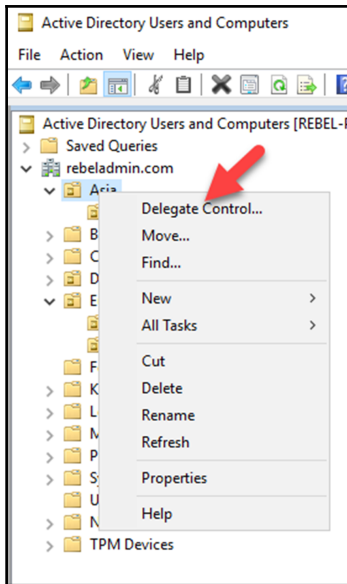 Active Directory Users and Computers
File Action View Help
Active Directory Users and Computers [REBEL-
Saved Queries
rebeladmin.com
Aria
Delegate Control...
B
Move...
C
Find...
D
E
New
All Tasks
Cut
F
Delete
K
Rename
L
Refresh
M
P
Properties
S
U
Help
N
TPM Devices